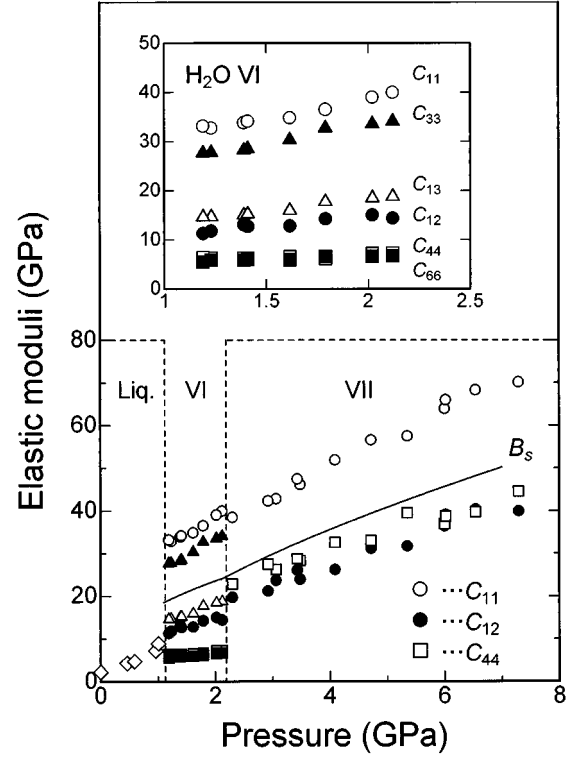 50
40
30
20
10
0
H₂O VI
C₁₁
C₃₃
C₁₃
C₁₂
C₄₄
C₆₆
1
1.5
2
2.5
Elastic moduli (GPa)
80
60
40
20
0
Liq.
VI
VII
Bₛ
···C₁₁
···C₁₂
···C₄₄
0
2
4
6
8
Pressure (GPa)